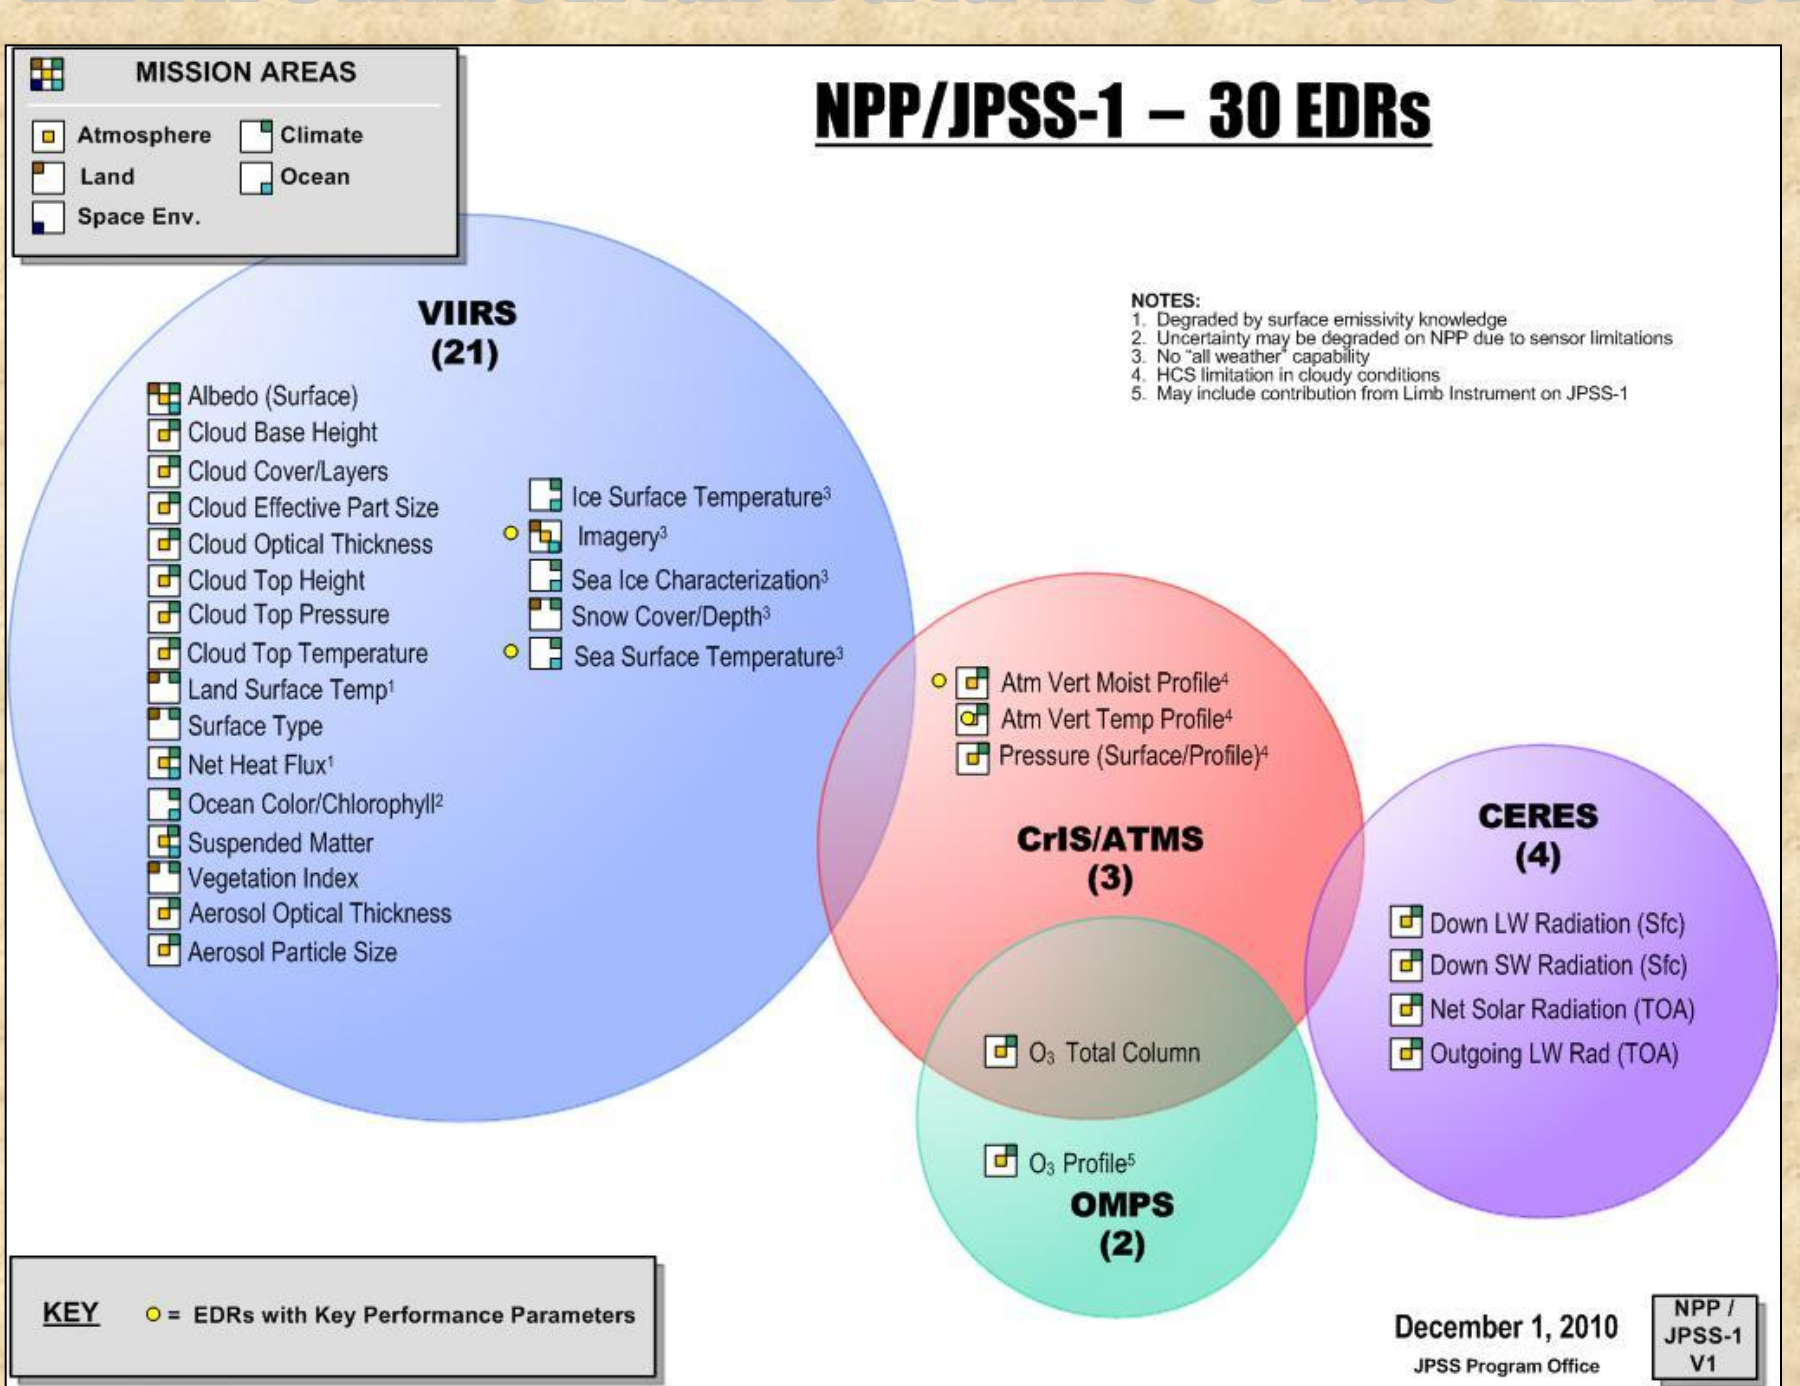 MISSION AREAS
Atmosphere
Climate
Land
Ocean
Space Env.
NPP/JPSS-1 – 30 EDRs
NOTES:
1. Degraded by surface emissivity knowledge
2. Uncertainty may be degraded on NPP due to sensor limitations
3. No "all weather" capability
4. HCS limitation in cloudy conditions
5. May include contribution from Limb Instrument on JPSS-1
VIIRS
(21)
Albedo (Surface)
Cloud Base Height
Cloud Cover/Layers
Cloud Effective Part Size
Cloud Optical Thickness
Cloud Top Height
Cloud Top Pressure
Cloud Top Temperature
Land Surface Temp¹
Surface Type
Net Heat Flux¹
Ocean Color/Chlorophyll²
Suspended Matter
Vegetation Index
Aerosol Optical Thickness
Aerosol Particle Size
Ice Surface Temperature³
Imagery³
Sea Ice Characterization³
Snow Cover/Depth³
Sea Surface Temperature³
Atm Vert Moist Profile⁴
Atm Vert Temp Profile⁴
Pressure (Surface/Profile)⁴
CrIS/ATMS
(3)
O₃ Total Column
O₃ Profile⁵
OMPS
(2)
CERES
(4)
Down LW Radiation (Sfc)
Down SW Radiation (Sfc)
Net Solar Radiation (TOA)
Outgoing LW Rad (TOA)
KEY
= EDRs with Key Performance Parameters
December 1, 2010
JPSS Program Office
NPP /
JPSS-1
V1